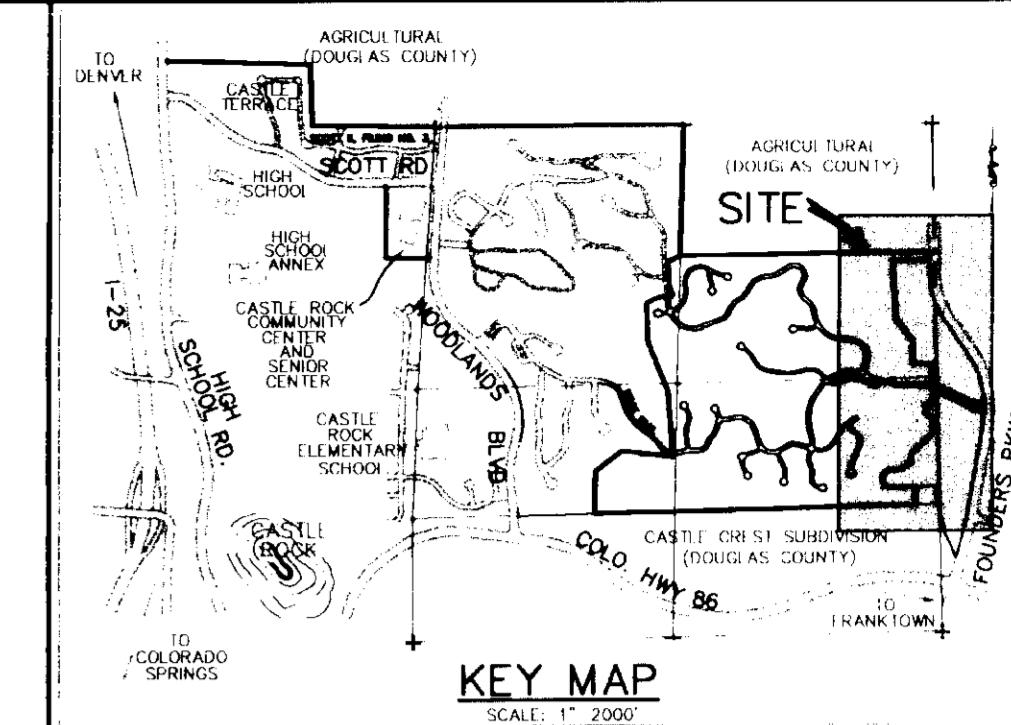 AGRICULTURAL
(DOUGLAS COUNTY)
TO
DENVER
CASTLE
TERRACE
SCOTT RD
HIGH
SCHOOL
HIGH
SCHOOL
ANNEX
CASTLE ROCK
COMMUNITY
CENTER
AND
SENIOR
CENTER
I-25
HIGH
SCHOOL RD.
CASTLE
ROCK
ELEMENTARY
SCHOOL
WOODLANDS
BLVD
AGRICULTURAL
(DOUGLAS COUNTY)
SITE
FOUNDERS PKWY
CASTLE
ROCK
CASTLE CREST SUBDIVISION
(DOUGLAS COUNTY)
COLO. HWY 86
TO
FRANKTOWN
TO
COLORADO
SPRINGS
KEY MAP
SCALE: 1" 2000'